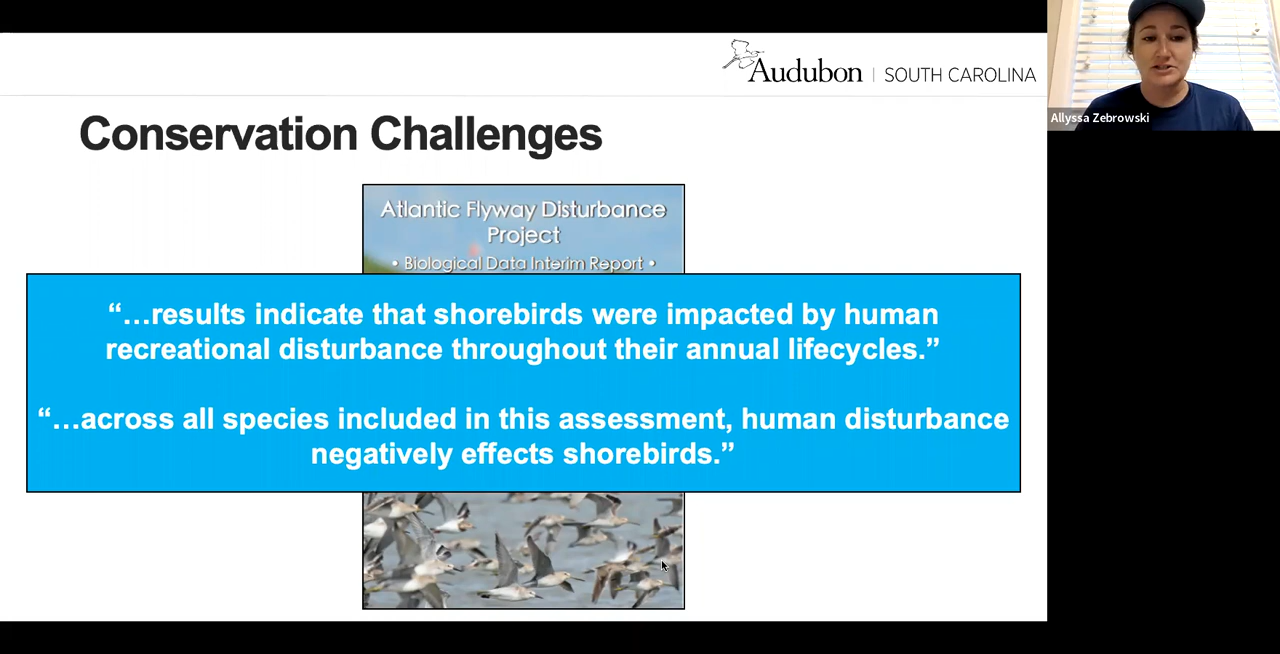 Audubon | SOUTH CAROLINA
Allyssa Zebrowski
Conservation Challenges
Atlantic Flyway Disturbance
Project
• Biological Data Interim Report •
“…results indicate that shorebirds were impacted by human
recreational disturbance throughout their annual lifecycles.”
“…across all species included in this assessment, human disturbance
negatively effects shorebirds.”